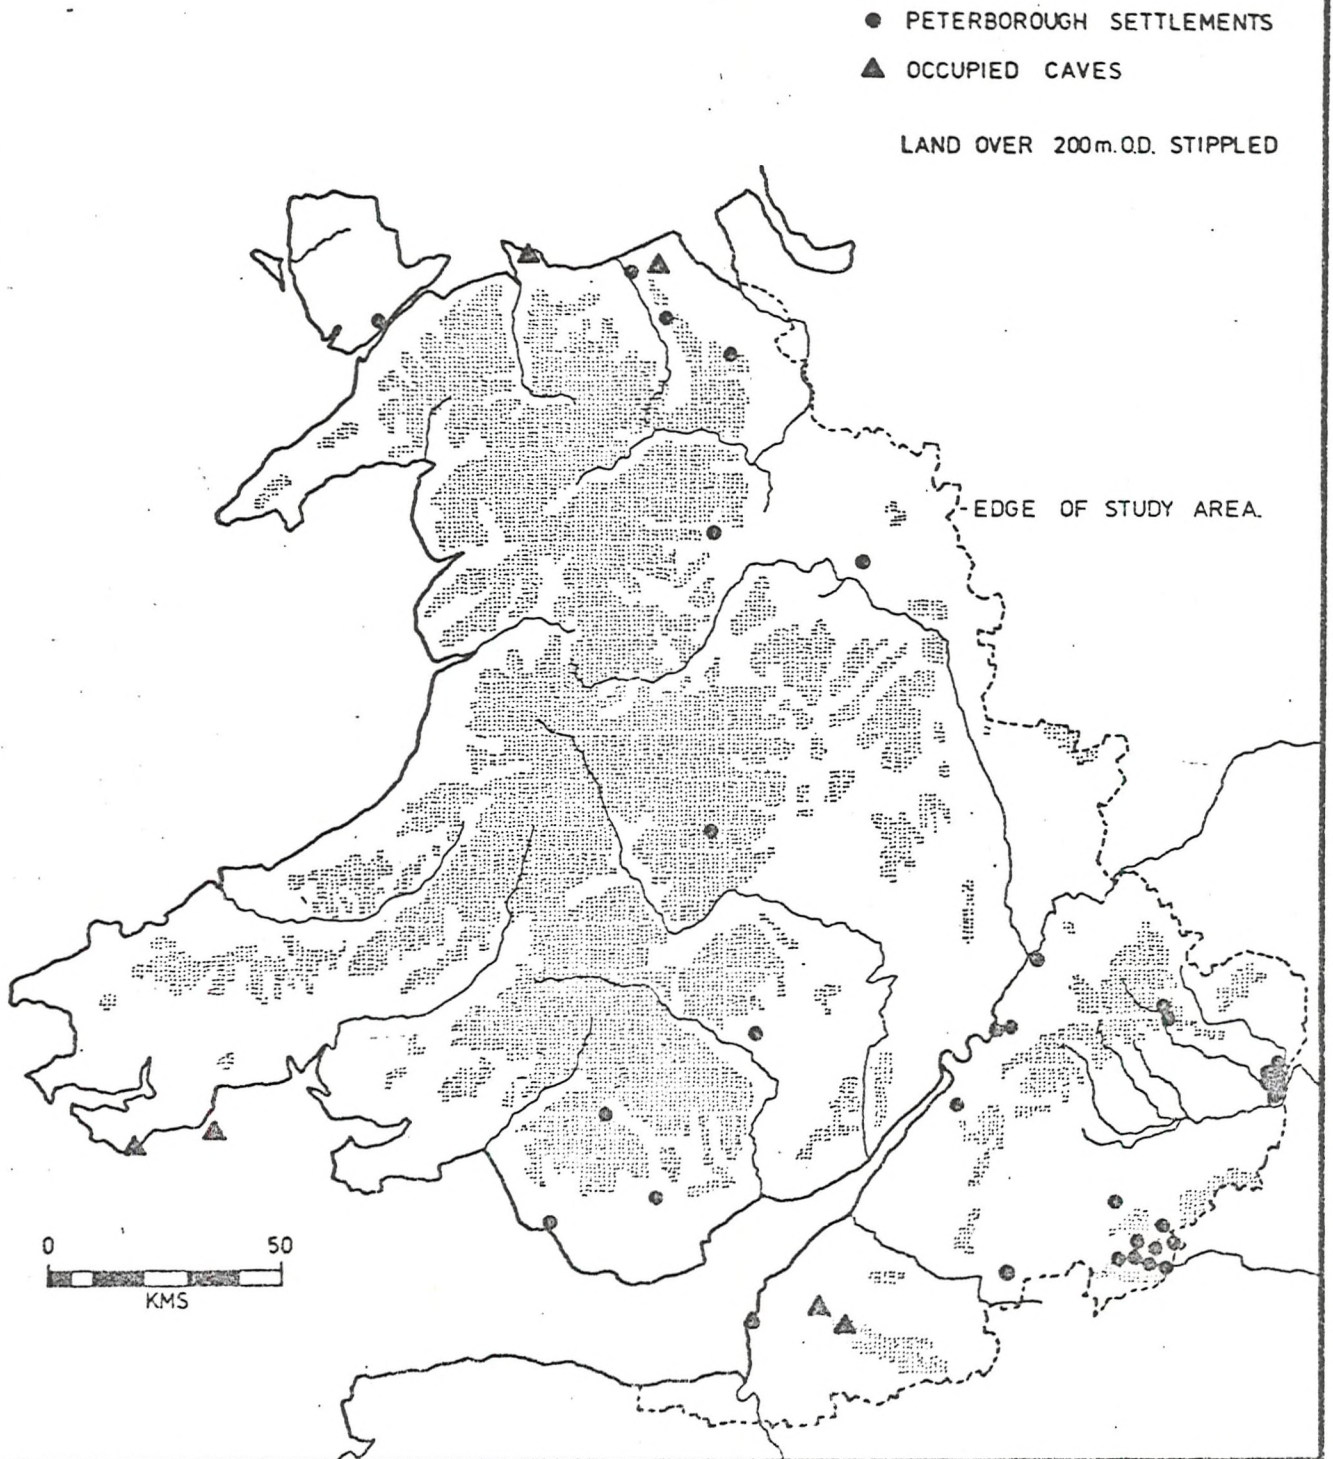 PETERBOROUGH SETTLEMENTS
OCCUPIED CAVES
LAND OVER 200m.O.D. STIPPLED
EDGE OF STUDY AREA.
0 50
KMS